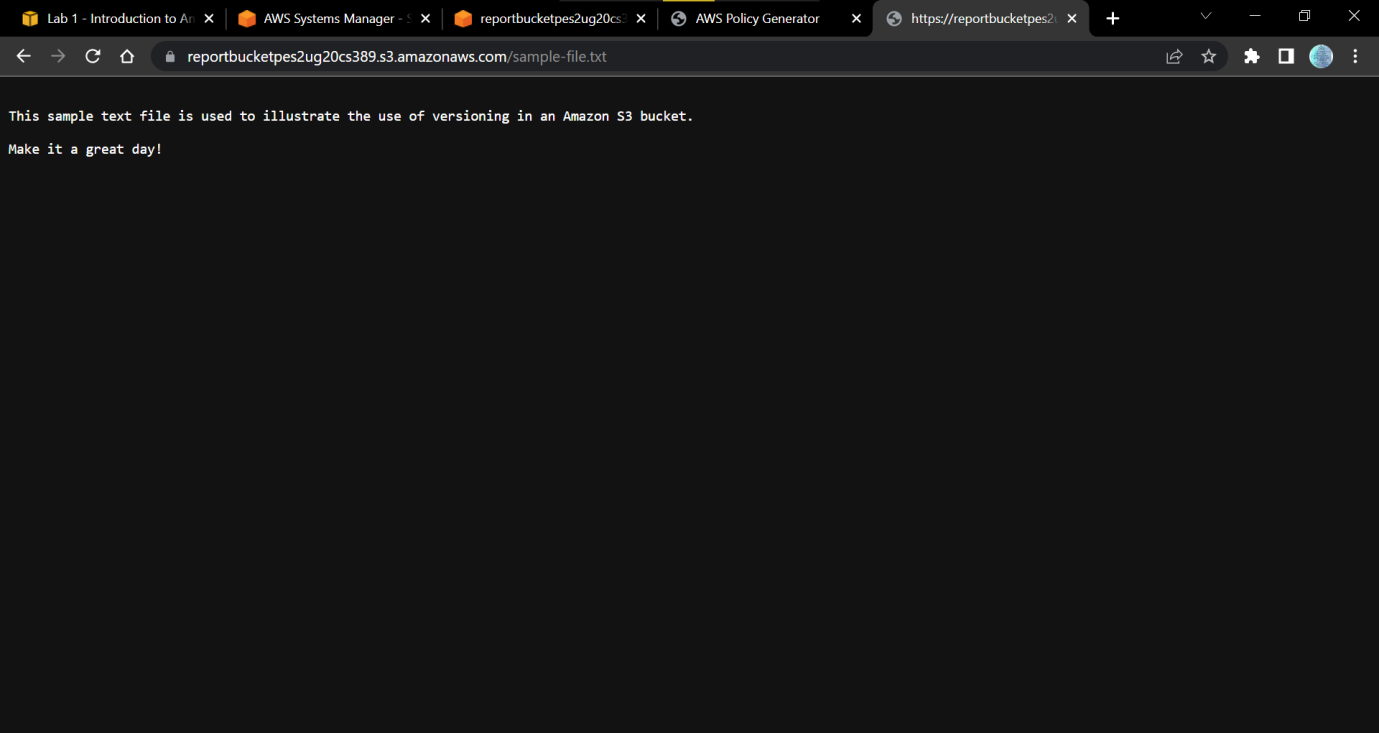 Lab 1 - Introduction to An
AWS Systems Manager - S
reportbucketpes2ug20cs3
AWS Policy Generator
https://reportbucketpes2u
reportbucketpes2ug20cs389.s3.amazonaws.com/sample-file.txt
This sample text file is used to illustrate the use of versioning in an Amazon S3 bucket.
Make it a great day!